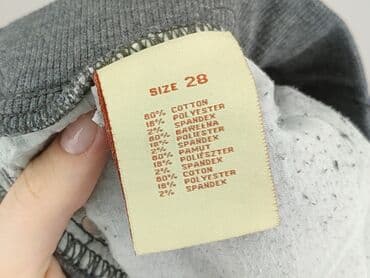 SIZE 28
80% COTTON
18% POLYESTER
2% SPANDEX
80% BAWEŁNA
18% POLIESTER
2% SPANDEX
80% PAMUT
18% POLIÉSZTER
2% SPANDEX
80% COTON
18% POLYESTER
2% SPANDEX